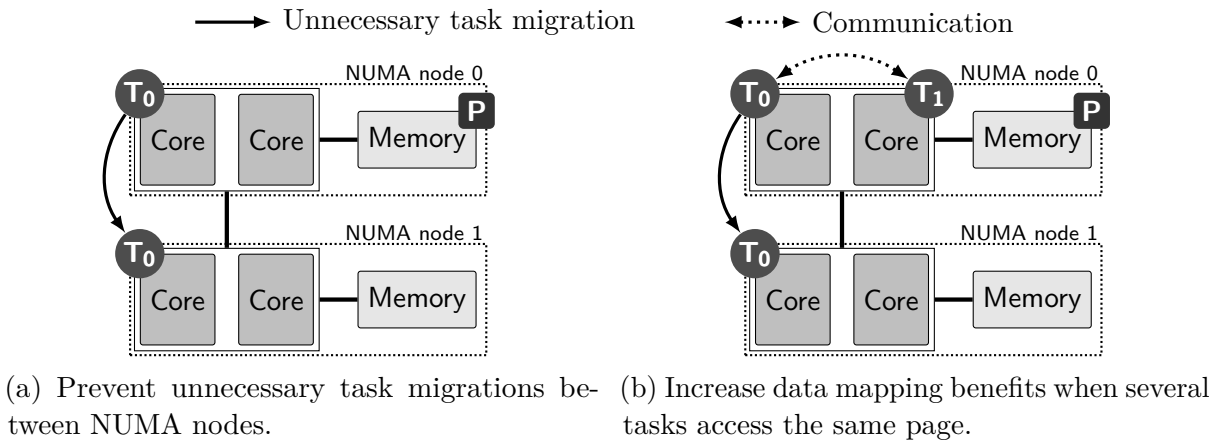 Unnecessary task migration
Communication
NUMA node 0
T0
Core
Core
Memory
P
NUMA node 1
T0
Core
Core
Memory
(a) Prevent unnecessary task migrations be-
tween NUMA nodes.
NUMA node 0
T0
T1
Core
Core
Memory
P
NUMA node 1
T0
Core
Core
Memory
(b) Increase data mapping benefits when several
tasks access the same page.